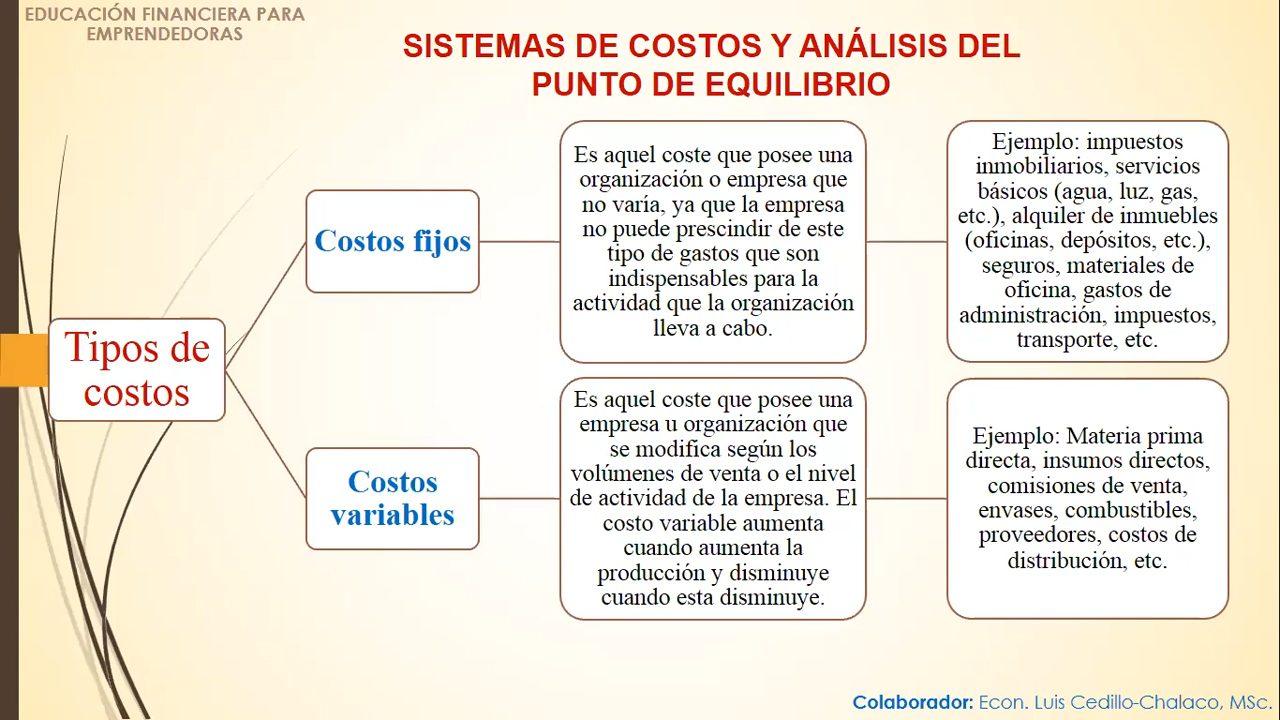 EDUCACIÓN FINANCIERA PARA
EMPRENDEDORAS
SISTEMAS DE COSTOS Y ANÁLISIS DEL
PUNTO DE EQUILIBRIO
Tipos de
costos
Costos fijos
Es aquel coste que posee una
organización o empresa que
no varía, ya que la empresa
no puede prescindir de este
tipo de gastos que son
indispensables para la
actividad que la organización
lleva a cabo.
Ejemplo: impuestos
inmobiliarios, servicios
básicos (agua, luz, gas,
etc.), alquiler de inmuebles
(oficinas, depósitos, etc.),
seguros, materiales de
oficina, gastos de
administración, impuestos,
transporte, etc.
Costos
variables
Es aquel coste que posee una
empresa u organización que
se modifica según los
volúmenes de venta o el nivel
de actividad de la empresa. El
costo variable aumenta
cuando aumenta la
producción y disminuye
cuando esta disminuye.
Ejemplo: Materia prima
directa, insumos directos,
comisiones de venta,
envases, combustibles,
proveedores, costos de
distribución, etc.
Colaborador: Econ. Luis Cedillo-Chalaco, MSc.